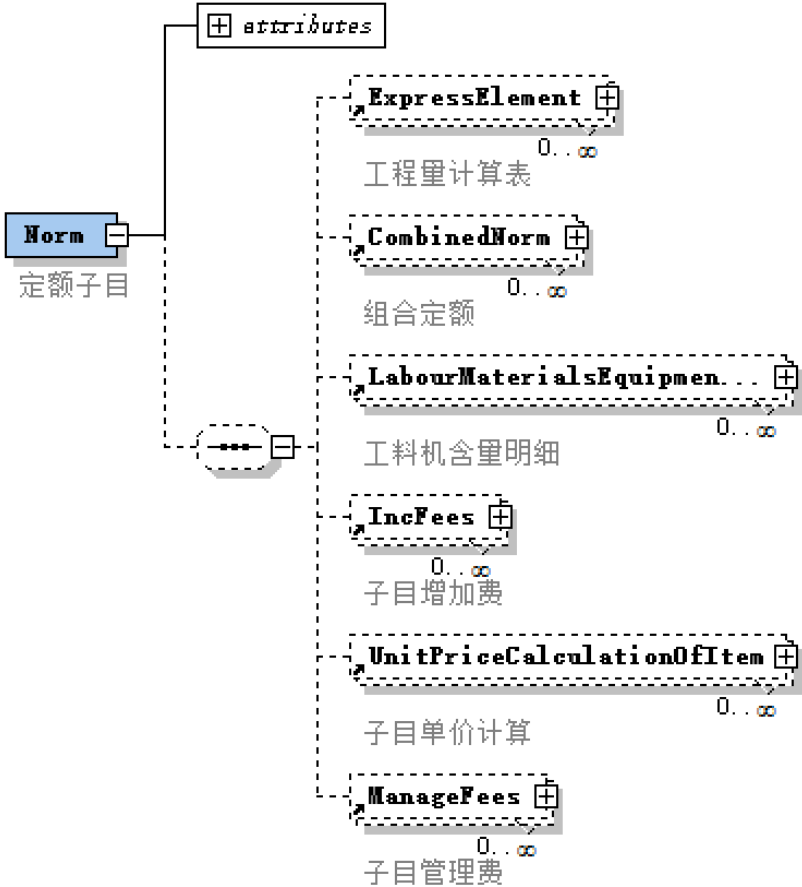 attributes
ExpressElement
0..∞
工程量计算表
Norm
定额子目
CombinedNorm
0..∞
组合定额
LabourMaterialsEquipmen...
0..∞
工料机含量明细
IncFees
0..∞
子目增加费
UnitPriceCalculationOfItem
0..∞
子目单价计算
ManageFees
0..∞
子目管理费